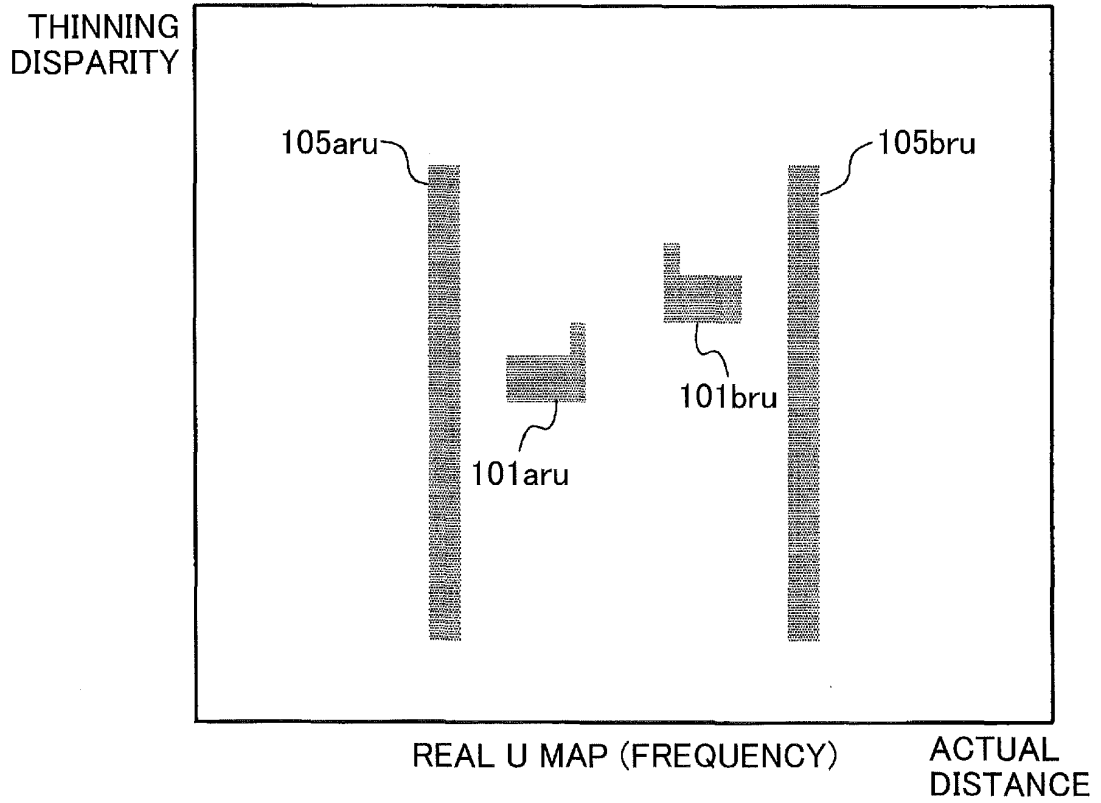 THINNING
DISPARITY
105aru
105bru
101bru
101aru
REAL U MAP (FREQUENCY)
ACTUAL
DISTANCE